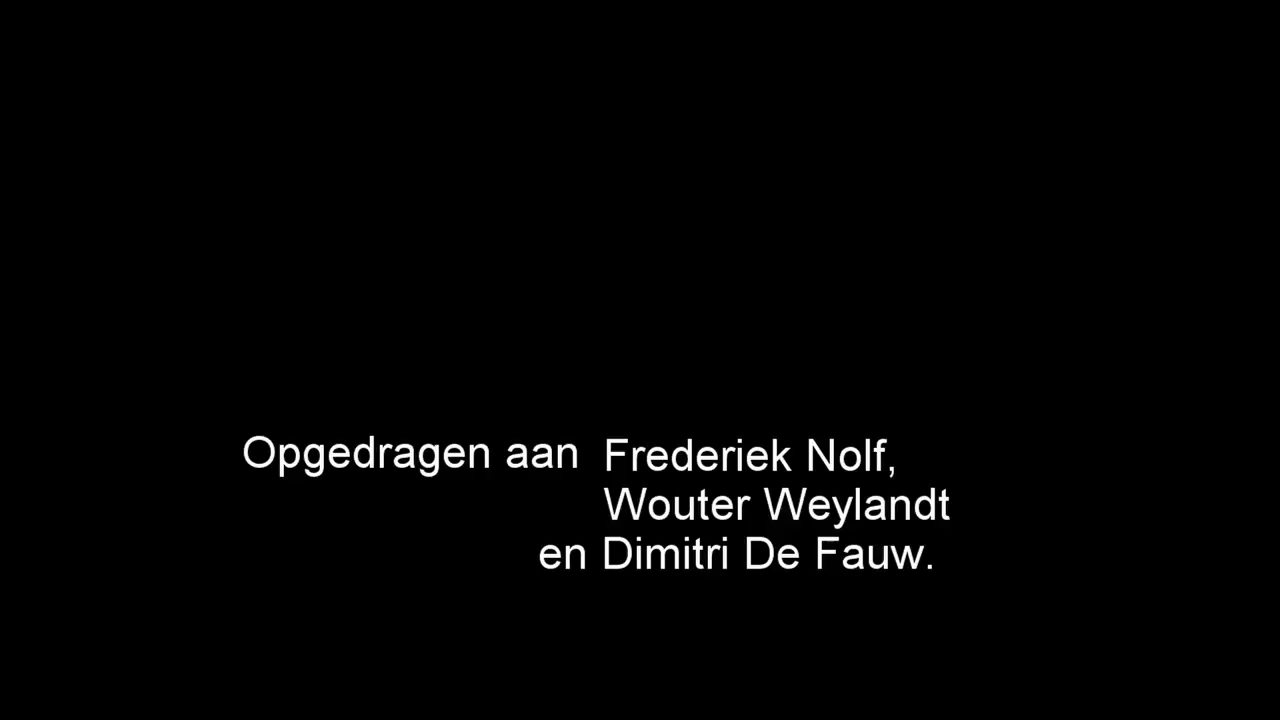 Opgedragen aan Frederiek Nolf,
Wouter Weylandt
en Dimitri De Fauw.